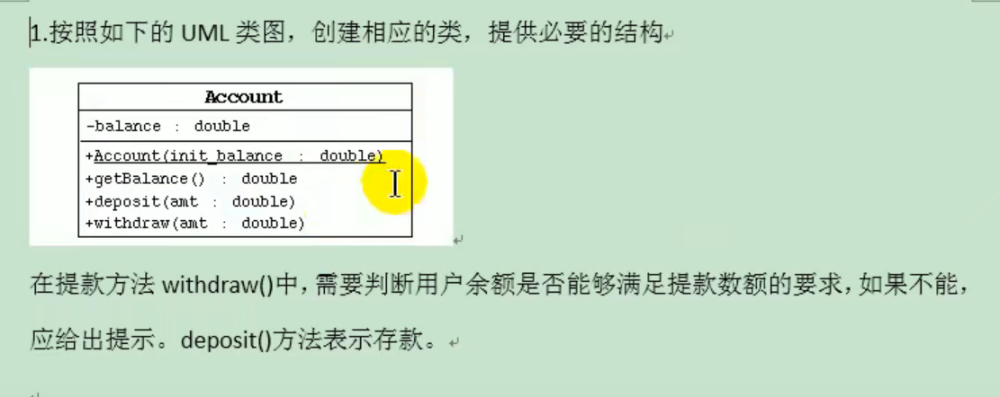 1.按照如下的 UML 类图，创建相应的类，提供必要的结构
Account
-balance : double
+Account(init_balance : double)
+getBalance() : double
+deposit(amt : double)
+withdraw(amt : double)
在提款方法 withdraw()中，需要判断用户余额是否能够满足提款数额的要求，如果不能，
应给出提示。deposit()方法表示存款。